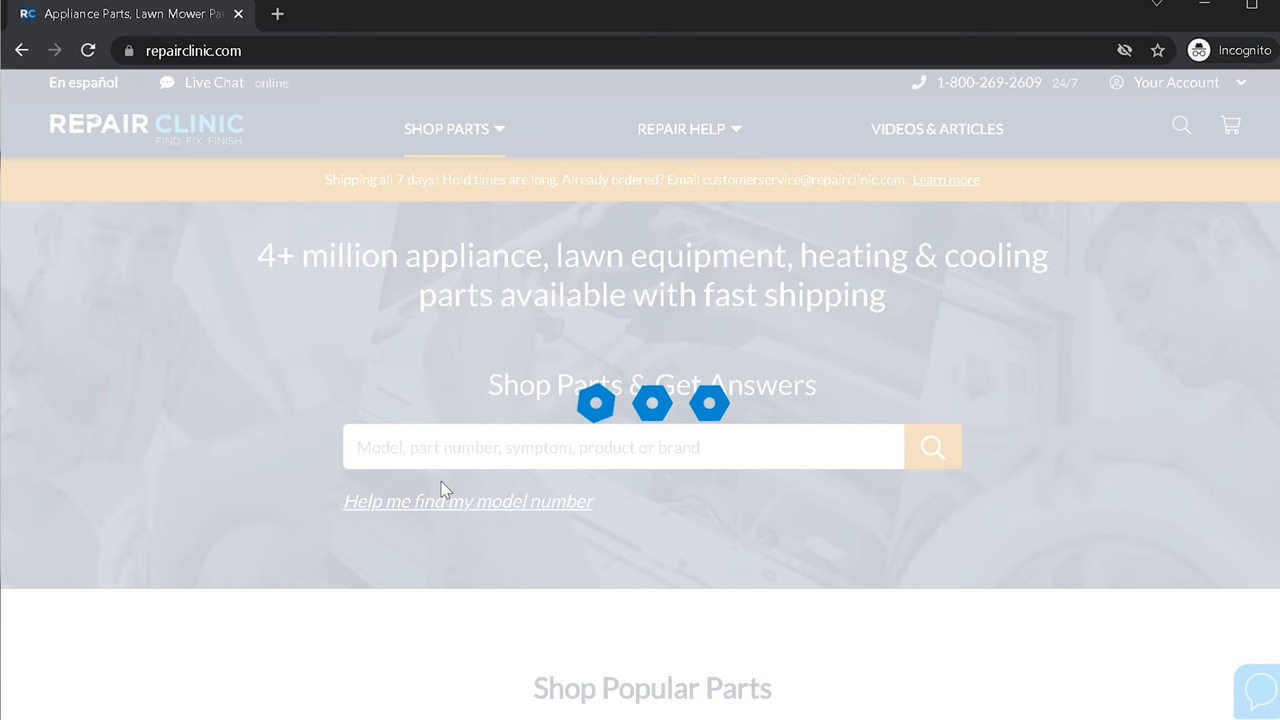 RC Appliance Parts, Lawn Mower Pa
repairclinic.com
Incognito
En español
Live Chat online
1-800-269-2609 24/7
Your Account
REPAIR CLINIC
FIND. FIX. FINISH.
SHOP PARTS
REPAIR HELP
VIDEOS & ARTICLES
Shipping all 7 days! Hold times are long. Already ordered? Email customerservice@repairclinic.com. Learn more
4+ million appliance, lawn equipment, heating & cooling
parts available with fast shipping
Shop Parts & Get Answers
Model, part number, symptom, product or brand
Help me find my model number
Shop Popular Parts